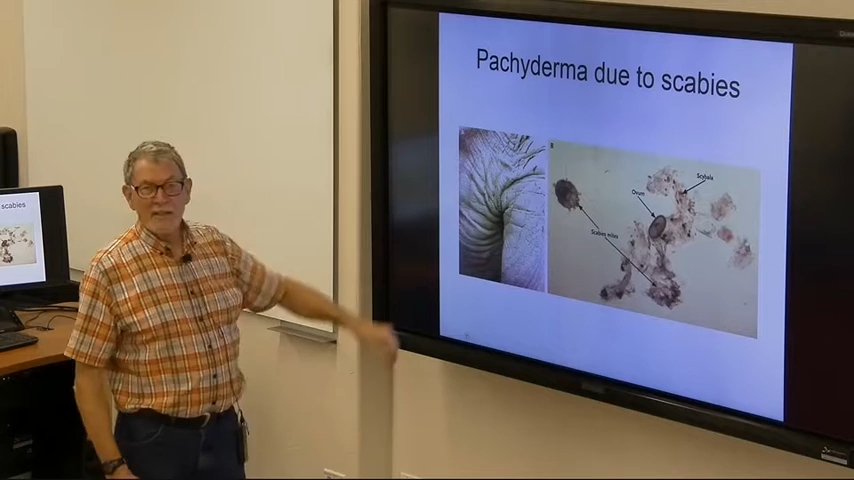 Pachyderma due to scabies
B
Scybala
Ovum
Scabies mites
scabies